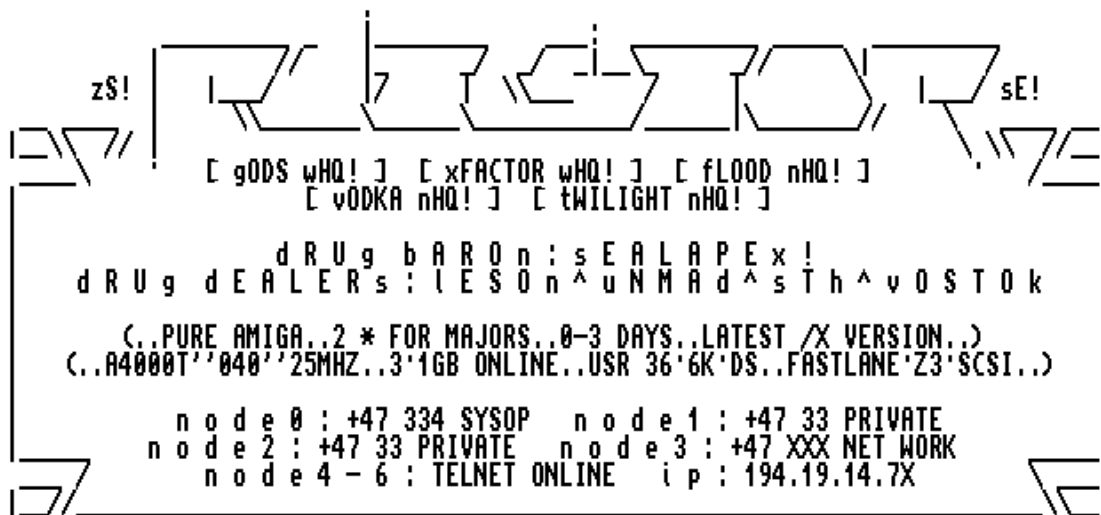 zS! sE!
[ gODS wHQ! ] [ xFACTOR wHQ! ] [ fLOOD nHQ! ]
[ vODKA nHQ! ] [ tWILIGHT nHQ! ]
d R U g b A R O n : s E A L A P E x !
d R U g d E A L E R s : l E S O n ^ u N M A d ^ s T h ^ v O S T O k
(..PURE AMIGA..2 * FOR MAJORS..0-3 DAYS..LATEST /X VERSION..)
(..A4000T''040''25MHZ..3'1GB ONLINE..USR 36'6K'DS..FASTLANE'Z3'SCSI..)
n o d e 0 : +47 334 SYSOP n o d e 1 : +47 33 PRIVATE
n o d e 2 : +47 33 PRIVATE n o d e 3 : +47 XXX NET WORK
n o d e 4 - 6 : TELNET ONLINE i p : 194.19.14.7X